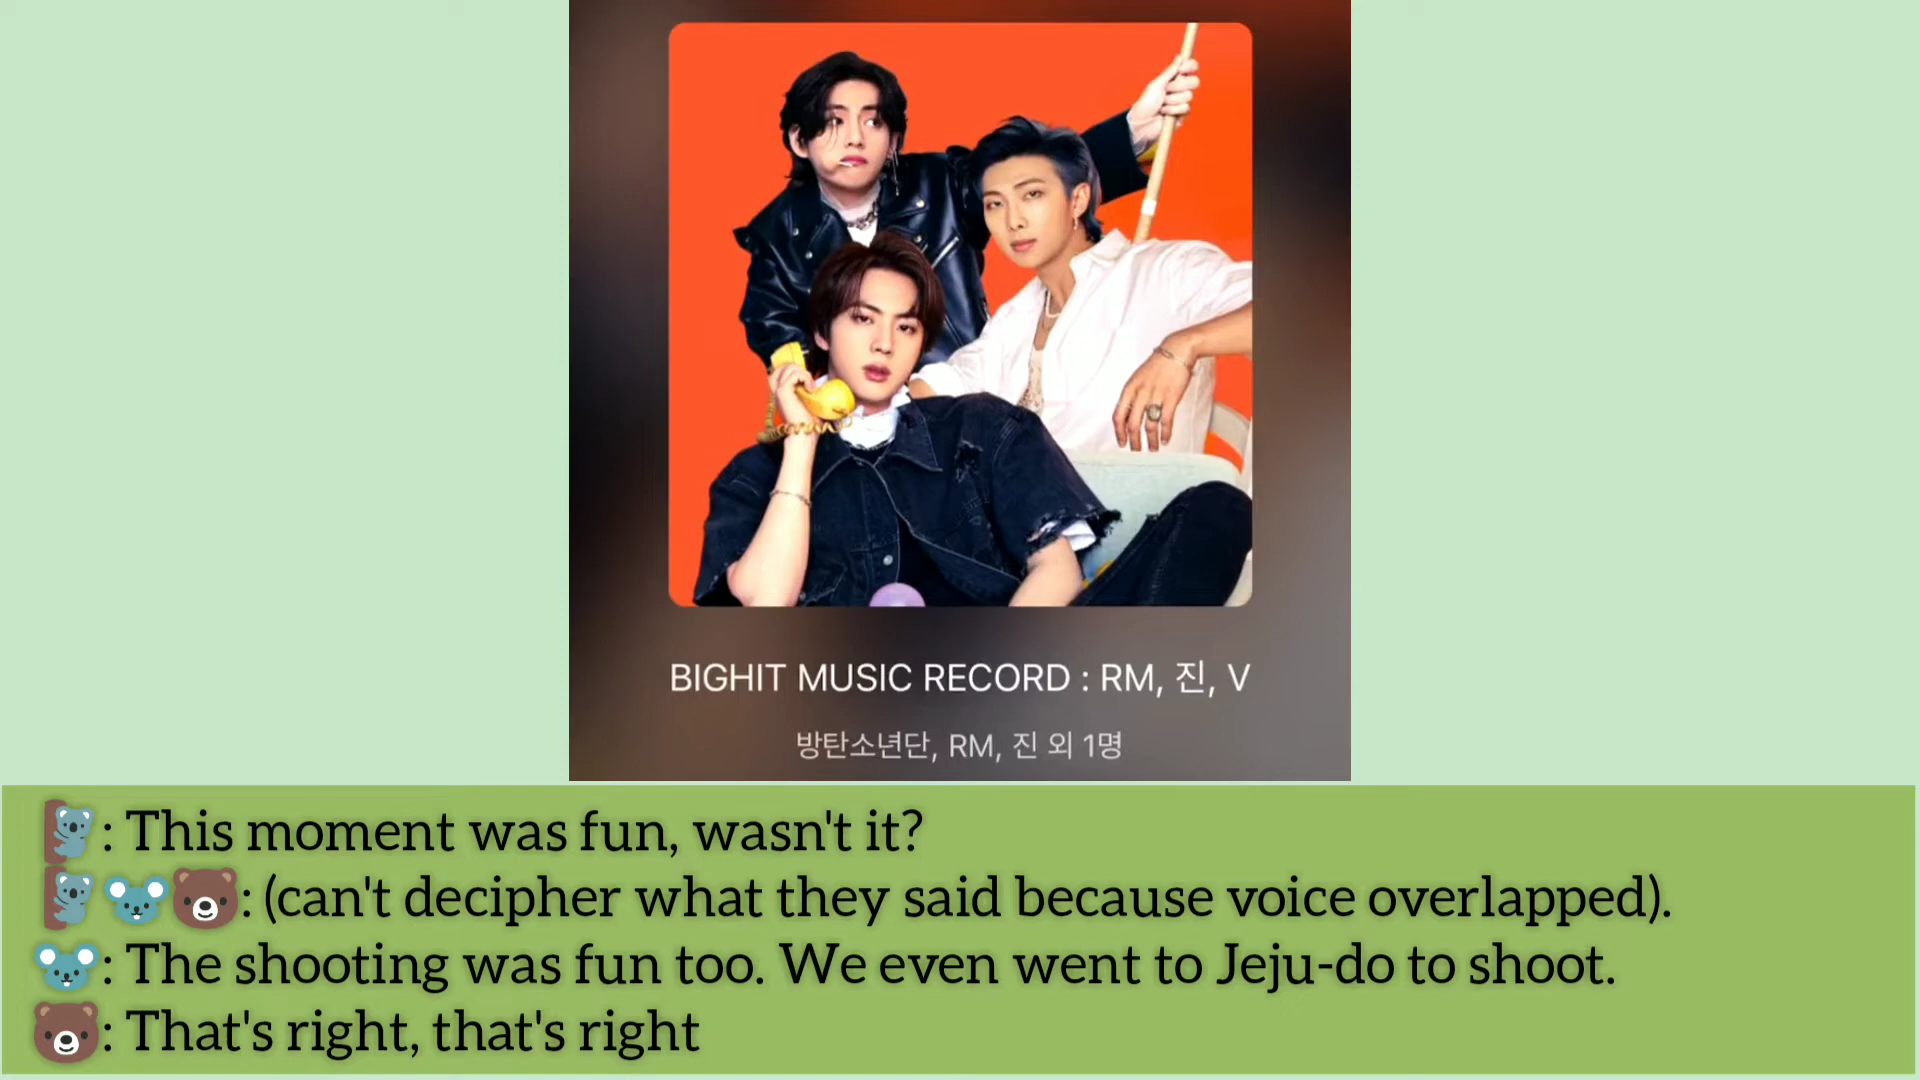 BIGHIT MUSIC RECORD : RM, 진, V
방탄소년단, RM, 진 외 1명
🐨: This moment was fun, wasn't it?
🐨🐭🐻: (can't decipher what they said because voice overlapped).
🐭: The shooting was fun too. We even went to Jeju-do to shoot.
🐻: That's right, that's right